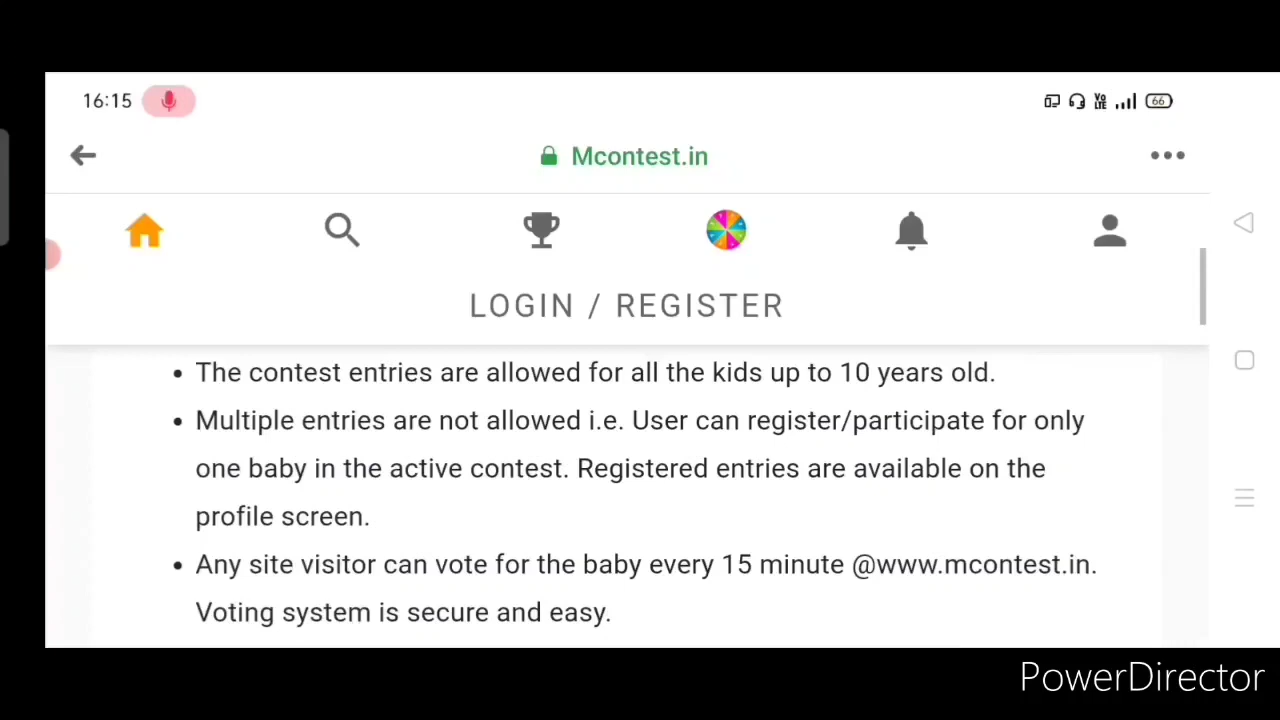 16:15
Vo LTE 66
Mcontest.in
LOGIN / REGISTER
• The contest entries are allowed for all the kids up to 10 years old.
• Multiple entries are not allowed i.e. User can register/participate for only
one baby in the active contest. Registered entries are available on the
profile screen.
• Any site visitor can vote for the baby every 15 minute @www.mcontest.in.
Voting system is secure and easy.
PowerDirector